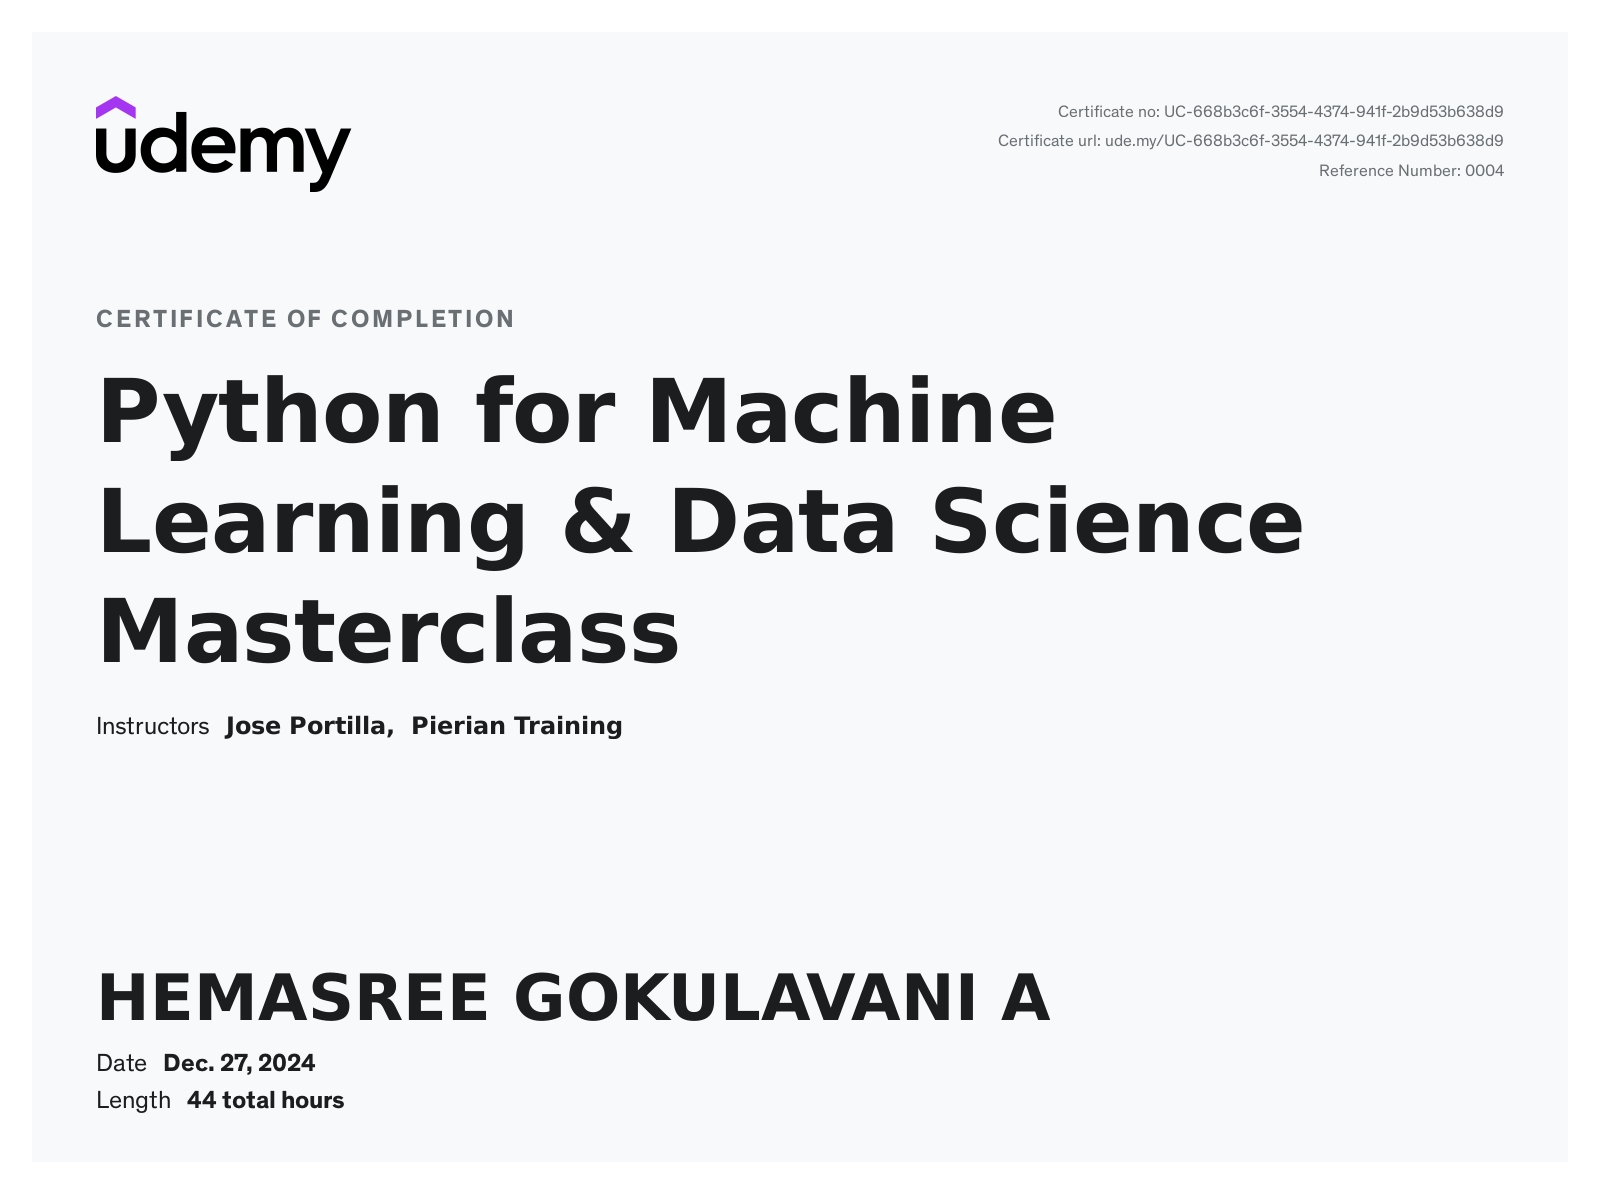 udemy
Certificate no: UC-668b3c6f-3554-4374-941f-2b9d53b638d9
Certificate url: ude.my/UC-668b3c6f-3554-4374-941f-2b9d53b638d9
Reference Number: 0004
CERTIFICATE OF COMPLETION
Python for Machine
Learning & Data Science
Masterclass
Instructors Jose Portilla, Pierian Training
HEMASREE GOKULAVANI A
Date Dec. 27, 2024
Length 44 total hours